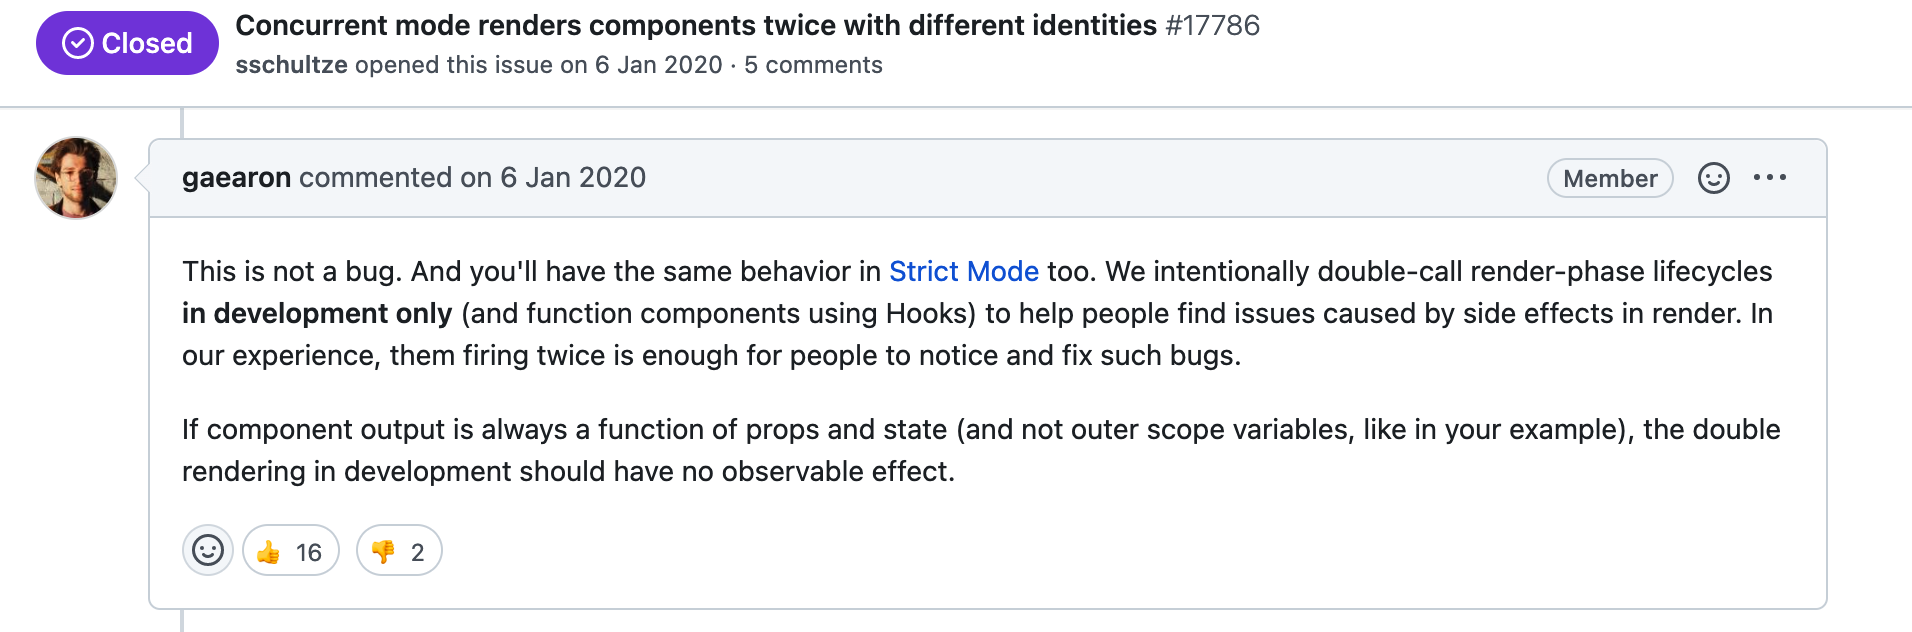 Closed
Concurrent mode renders components twice with different identities #17786
sschultze opened this issue on 6 Jan 2020 · 5 comments
gaearon commented on 6 Jan 2020
Member
This is not a bug. And you'll have the same behavior in Strict Mode too. We intentionally double-call render-phase lifecycles
in development only (and function components using Hooks) to help people find issues caused by side effects in render. In
our experience, them firing twice is enough for people to notice and fix such bugs.
If component output is always a function of props and state (and not outer scope variables, like in your example), the double
rendering in development should have no observable effect.
👍 16 👎 2